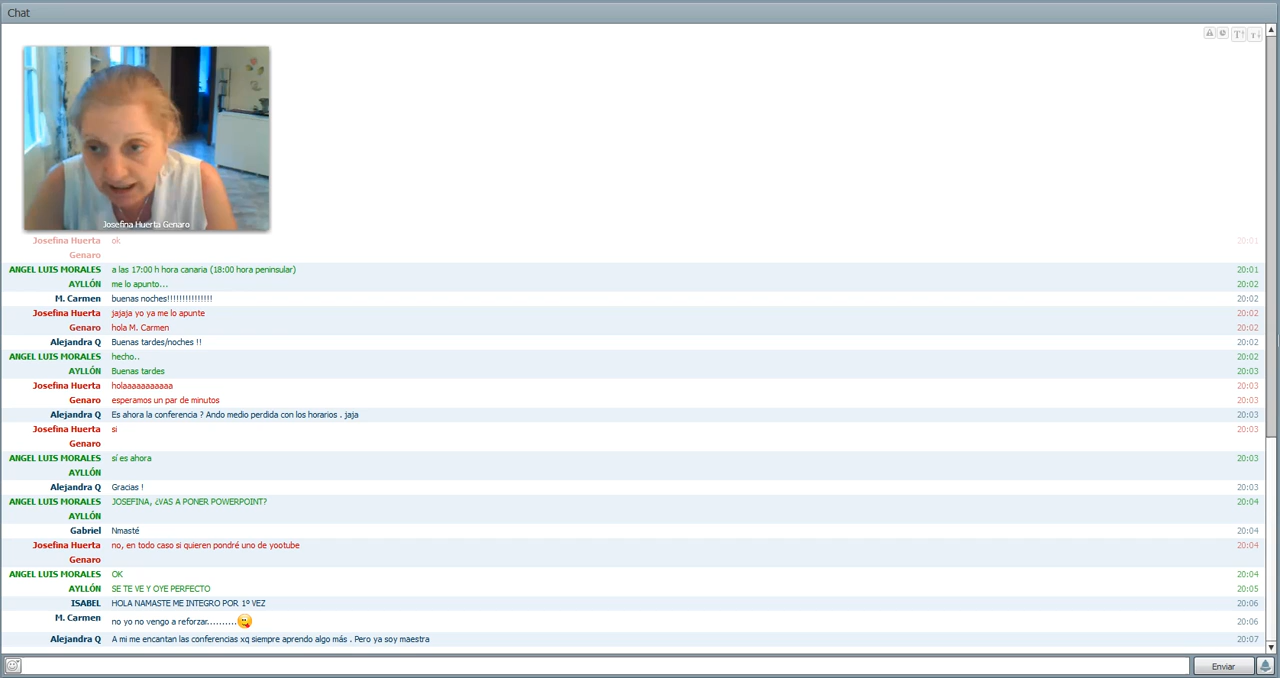 Chat
Josefina Huerta Genaro
Josefina Huerta ok 20:01
Genaro
ANGEL LUIS MORALES a las 17:00 h hora canaria (18:00 hora peninsular) 20:01
AYLLÓN me lo apunto... 20:02
M. Carmen buenas noches!!!!!!!!!!!!!!! 20:02
Josefina Huerta jajaja yo ya me lo apunte 20:02
Genaro hola M. Carmen 20:02
Alejandra Q Buenas tardes/noches !! 20:02
ANGEL LUIS MORALES hecho.. 20:02
AYLLÓN Buenas tardes 20:03
Josefina Huerta holaaaaaaaaaaa 20:03
Genaro esperamos un par de minutos 20:03
Alejandra Q Es ahora la conferencia ? Ando medio perdida con los horarios . jaja 20:03
Josefina Huerta si 20:03
Genaro
ANGEL LUIS MORALES sí es ahora 20:03
AYLLÓN
Alejandra Q Gracias ! 20:03
ANGEL LUIS MORALES JOSEFINA, ¿VAS A PONER POWERPOINT? 20:04
AYLLÓN
Gabriel Nmasté 20:04
Josefina Huerta no, en todo caso si quieren pondré uno de yootube 20:04
Genaro
ANGEL LUIS MORALES OK 20:04
AYLLÓN SE TE VE Y OYE PERFECTO 20:05
ISABEL HOLA NAMASTE ME INTEGRO POR 1º VEZ 20:06
M. Carmen no yo no vengo a reforzar.......... 20:06
Alejandra Q A mi me encantan las conferencias xq siempre aprendo algo más . Pero ya soy maestra 20:07
Enviar